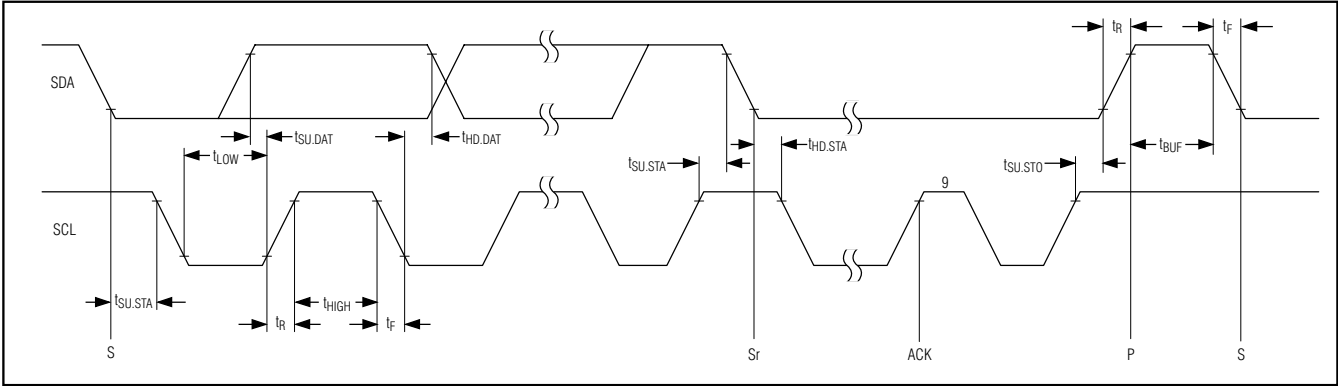 tR
tF
SDA
tSU.DAT
tHD.DAT
tLOW
tSU.STA
tHD.STA
tSU.STO
tBUF
9
SCL
tSU.STA
tR
tHIGH
tF
S
Sr
ACK
P
S